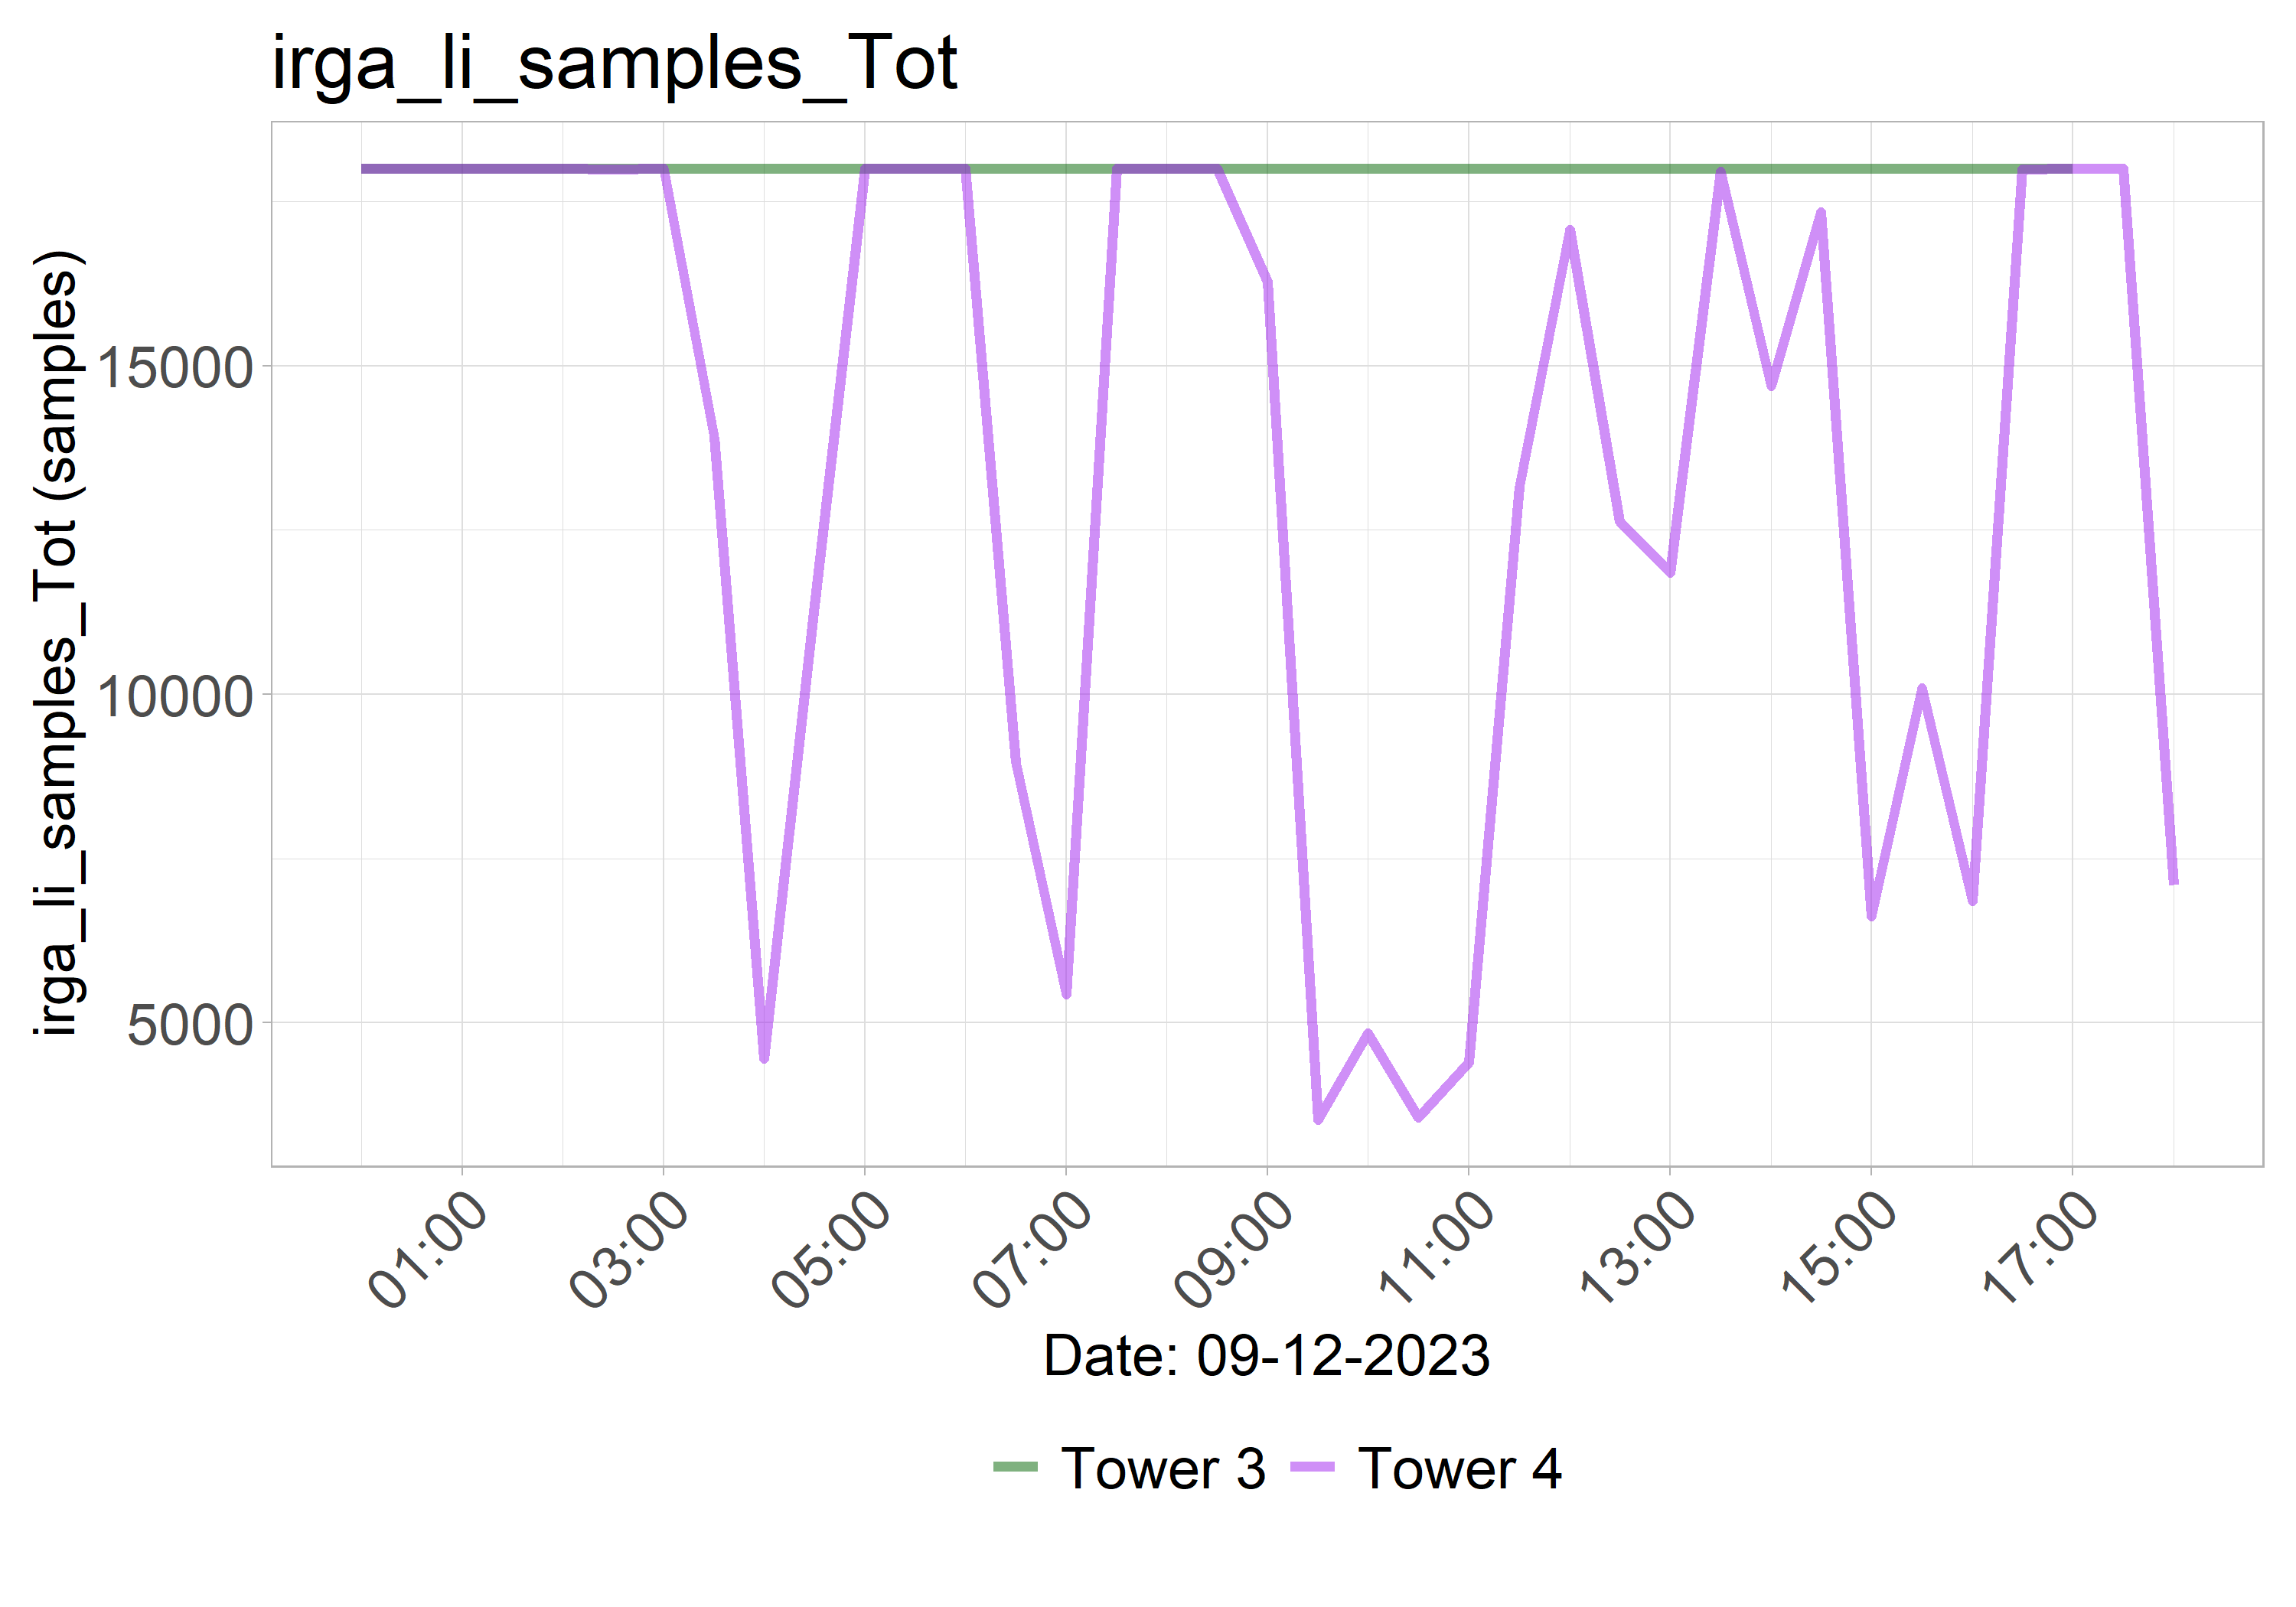 irga_li_samples_Tot
irga_li_samples_Tot (samples)
15000
10000
5000
01:00
03:00
05:00
07:00
09:00
11:00
13:00
15:00
17:00
Date: 09-12-2023
Tower 3
Tower 4